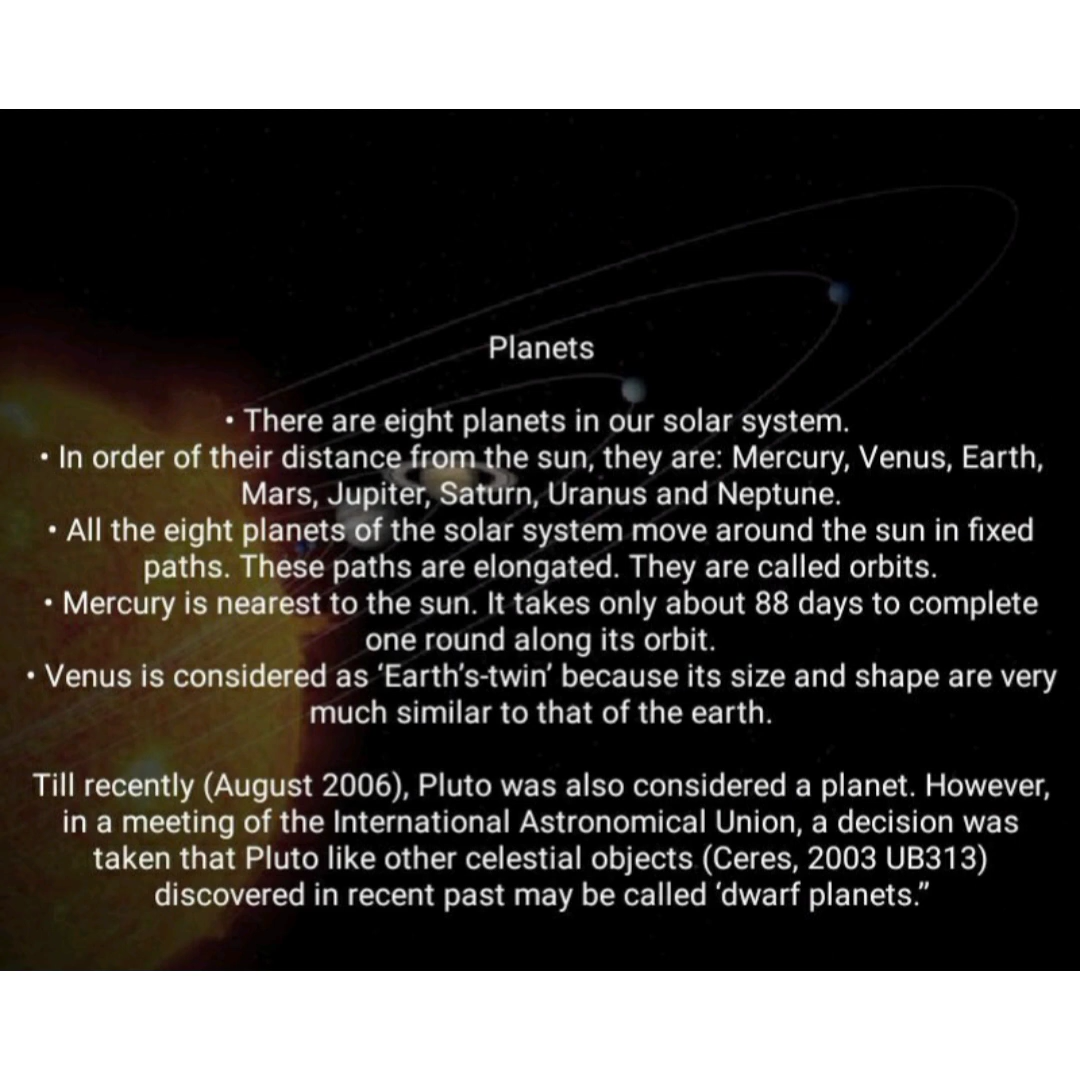 Planets
• There are eight planets in our solar system.
• In order of their distance from the sun, they are: Mercury, Venus, Earth,
Mars, Jupiter, Saturn, Uranus and Neptune.
• All the eight planets of the solar system move around the sun in fixed
paths. These paths are elongated. They are called orbits.
• Mercury is nearest to the sun. It takes only about 88 days to complete
one round along its orbit.
• Venus is considered as ‘Earth’s-twin’ because its size and shape are very
much similar to that of the earth.
Till recently (August 2006), Pluto was also considered a planet. However,
in a meeting of the International Astronomical Union, a decision was
taken that Pluto like other celestial objects (Ceres, 2003 UB313)
discovered in recent past may be called ‘dwarf planets.”